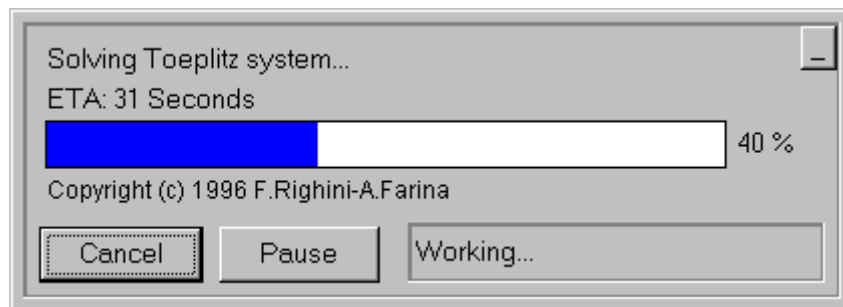 Solving Toeplitz system...
_
ETA: 31 Seconds
40 %
Copyright (c) 1996 F.Righini-A.Farina
Cancel
Pause
Working...